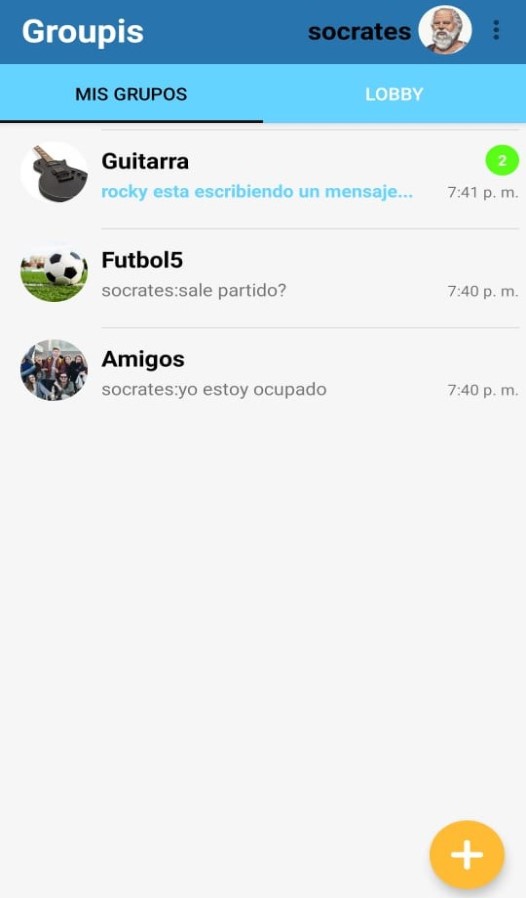 Groupis
socrates
MIS GRUPOS
LOBBY
Guitarra
2
rocky esta escribiendo un mensaje...
7:41 p. m.
Futbol5
socrates:sale partido?
7:40 p. m.
Amigos
socrates:yo estoy ocupado
7:40 p. m.